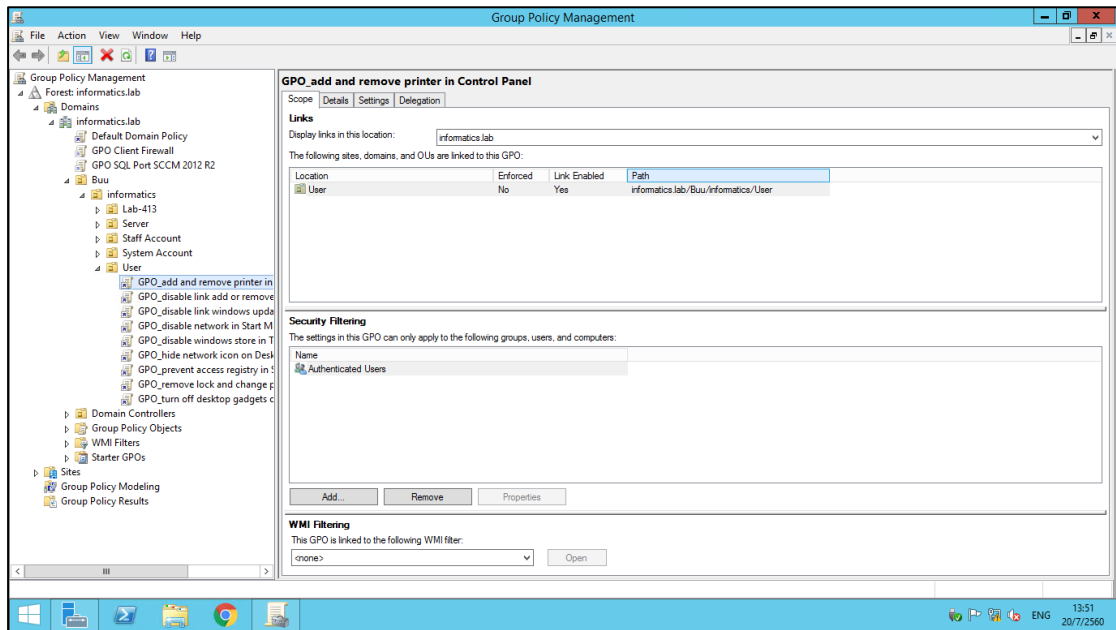 Group Policy Management
File Action View Window Help
Group Policy Management
Forest: informatics.lab
Domains
informatics.lab
Default Domain Policy
GPO Client Firewall
GPO SQL Port SCCM 2012 R2
Buu
informatics
Lab-413
Server
Staff Account
System Account
User
GPO_add and remove printer in
GPO_disable link add or remove
GPO_disable link windows upda
GPO_disable network in Start M
GPO_disable windows store in T
GPO_hide network icon on Desk
GPO_prevent access registry in S
GPO_remove lock and change p
GPO_turn off desktop gadgets c
Domain Controllers
Group Policy Objects
WMI Filters
Starter GPOs
Sites
Group Policy Modeling
Group Policy Results
GPO_add and remove printer in Control Panel
Scope Details Settings Delegation
Links
Display links in this location: informatics.lab
The following sites, domains, and OUs are linked to this GPO:
Location Enforced Link Enabled Path
User No Yes informatics.lab/Buu/informatics/User
Security Filtering
The settings in this GPO can only apply to the following groups, users, and computers:
Name
Authenticated Users
Add... Remove Properties
WMI Filtering
This GPO is linked to the following WMI filter:
<none> Open
ENG 13:51
20/7/2560